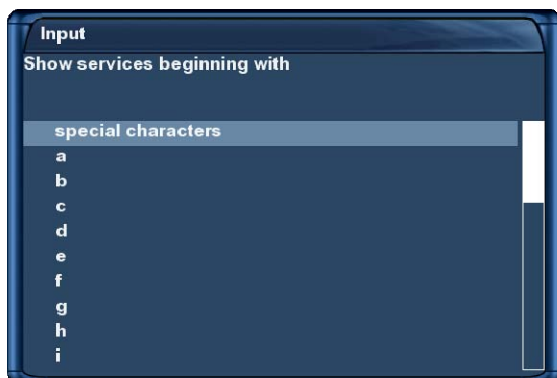 Input
Show services beginning with
special characters
a
b
c
d
e
f
g
h
i